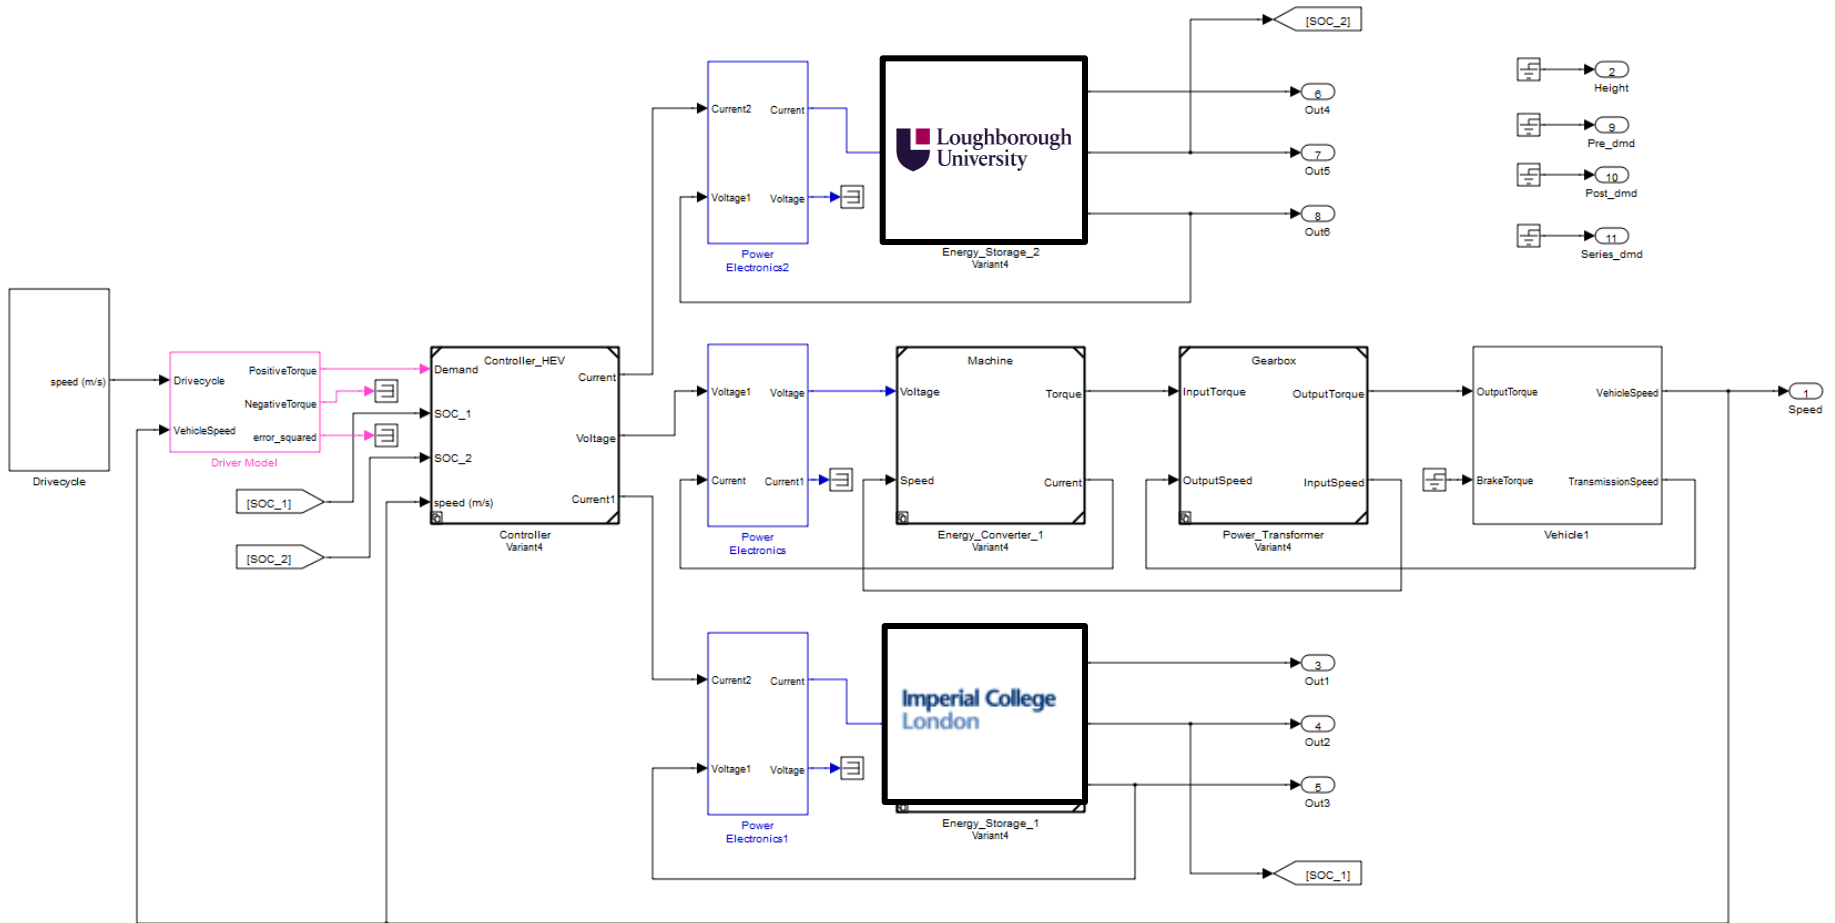 [SOC_2]
Current2
Current
Voltage1
Voltage
Power
Electronics2
Loughborough
University
Energy_Storage_2
Variant4
6
Out4
7
Out5
8
Out6
2
Height
9
Pre_dmd
10
Post_dmd
11
Series_dmd
speed (m/s)
Drivecycle
Drivecycle
VehicleSpeed
PositiveTorque
NegativeTorque
error_squared
Driver Model
[SOC_1]
[SOC_2]
Controller_HEV
Demand
SOC_1
SOC_2
speed (m/s)
Current
Voltage
Current1
Controller
Variant4
Voltage1
Voltage
Current
Current1
Power
Electronics
Machine
Voltage
Torque
Speed
Current
Energy_Converter_1
Variant4
Gearbox
InputTorque
OutputTorque
OutputSpeed
InputSpeed
Power_Transformer
Variant4
OutputTorque
VehicleSpeed
BrakeTorque
TransmissionSpeed
Vehicle1
1
Speed
Current2
Current
Voltage1
Voltage
Power
Electronics1
Imperial College
London
Energy_Storage_1
Variant4
3
Out1
4
Out2
5
Out3
[SOC_1]